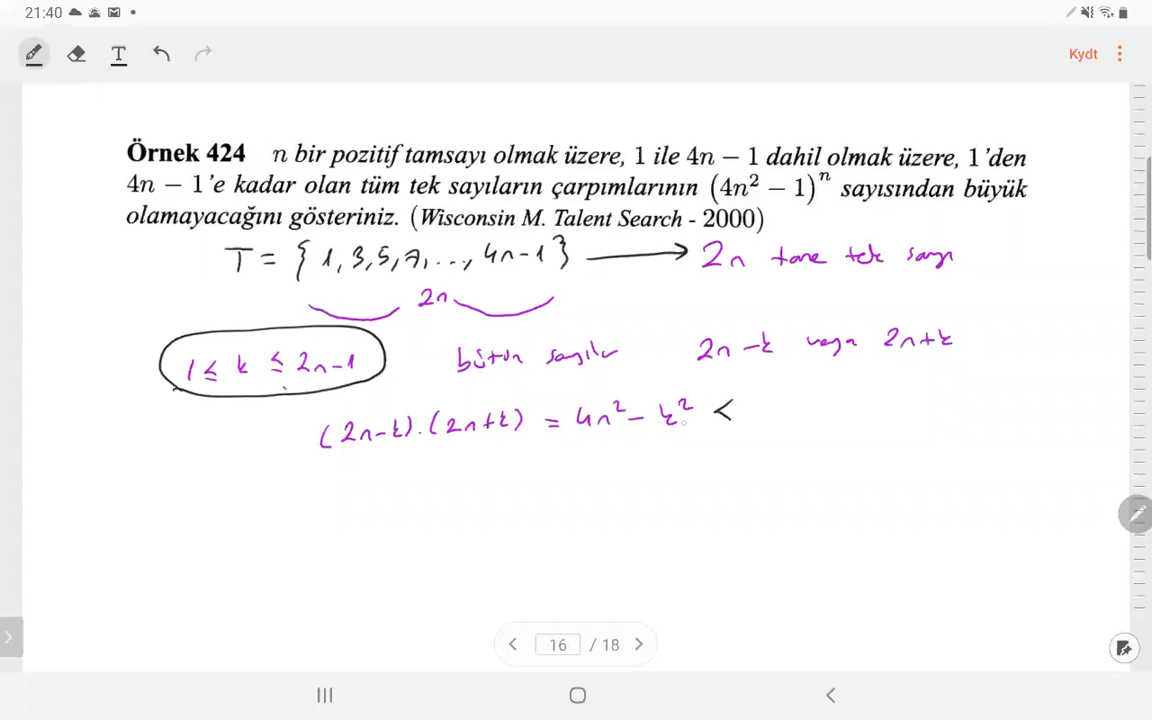 21:40
T
Kydt
Örnek 424 n bir pozitif tamsayı olmak üzere, 1 ile 4n − 1 dahil olmak üzere, 1'den
4n − 1'e kadar olan tüm tek sayıların çarpımlarının (4n² − 1)ⁿ sayısından büyük
olamayacağını gösteriniz. (Wisconsin M. Talent Search - 2000)
T = { 1, 3, 5, 7, ..., 4n-1 } → 2n tane tek sayı
2n
1 ≤ k ≤ 2n-1 bütün sayılar 2n-k veya 2n+k
(2n-k).(2n+k) = 4n² - k² <
16 / 18